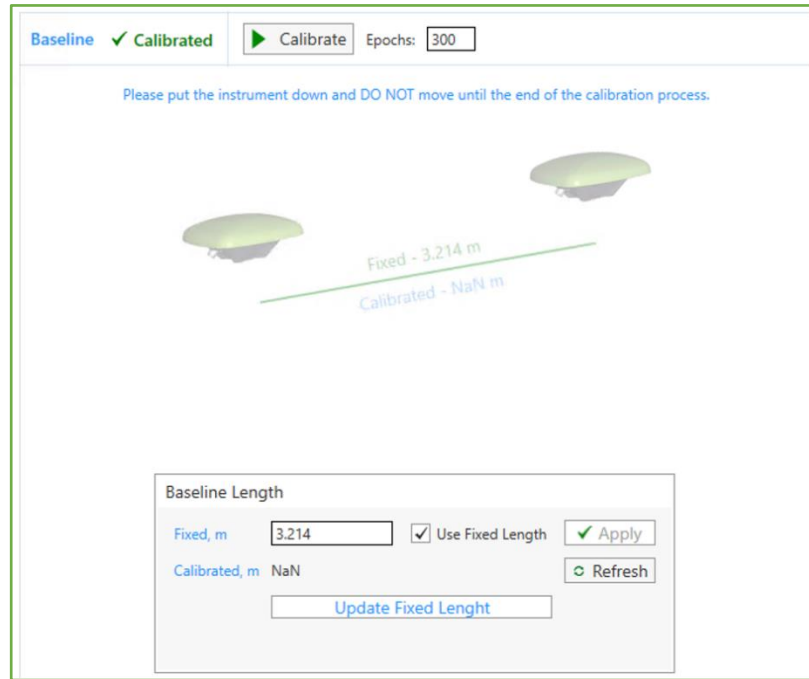 Baseline ✓ Calibrated Calibrate Epochs: 300
Please put the instrument down and DO NOT move until the end of the calibration process.
Fixed - 3.214 m
Calibrated - NaN m
Baseline Length
Fixed, m 3.214 ✓ Use Fixed Length ✓ Apply
Calibrated, m NaN Refresh
Update Fixed Lenght